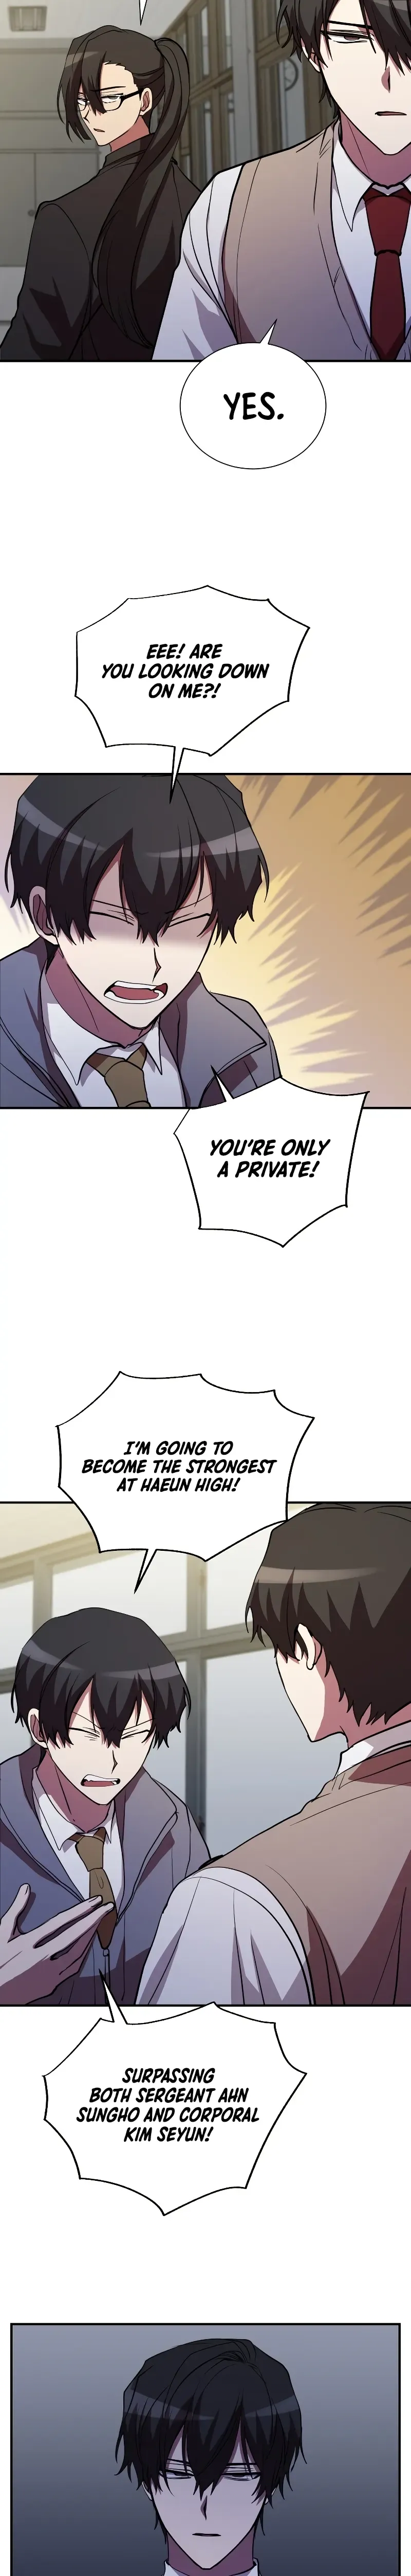 YES.
EEE! ARE
YOU LOOKING DOWN
ON ME?!
YOU'RE ONLY
A PRIVATE!
I'M GOING TO
BECOME THE STRONGEST
AT HAEUN HIGH!
SURPASSING
BOTH SERGEANT AHN
SUNGHO AND CORPORAL
KIM SEYUN!